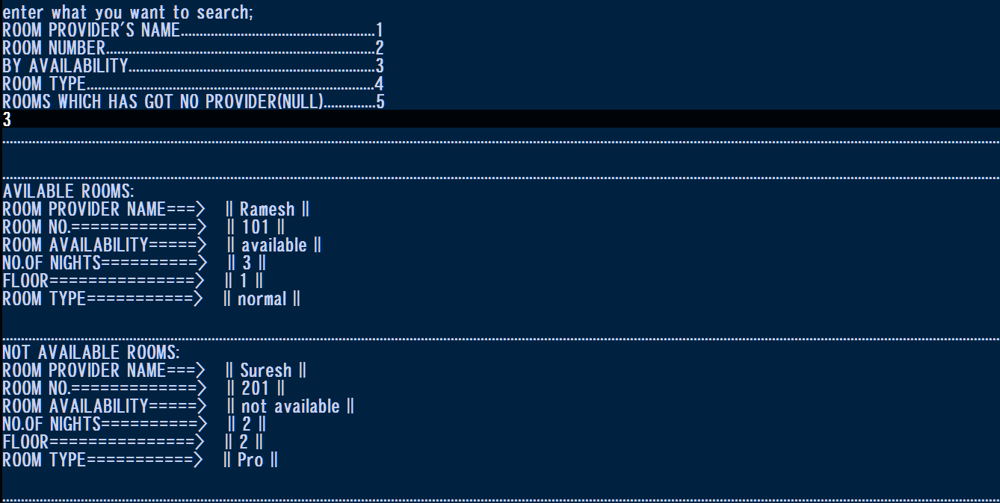 enter what you want to search;
ROOM PROVIDER'S NAME...................................................1
ROOM NUMBER.......................................................................2
BY AVAILABILITY.................................................................3
ROOM TYPE............................................................................4
ROOMS WHICH HAS GOT NO PROVIDER(NULL)..............5
3
AVILABLE ROOMS:
ROOM PROVIDER NAME===> || Ramesh ||
ROOM NO.=============> || 101 ||
ROOM AVAILABILITY=====> || available ||
NO.OF NIGHTS==========> || 3 ||
FLOOR===============> || 1 ||
ROOM TYPE===========> || normal ||
NOT AVAILABLE ROOMS:
ROOM PROVIDER NAME===> || Suresh ||
ROOM NO.=============> || 201 ||
ROOM AVAILABILITY=====> || not available ||
NO.OF NIGHTS==========> || 2 ||
FLOOR===============> || 2 ||
ROOM TYPE===========> || Pro ||